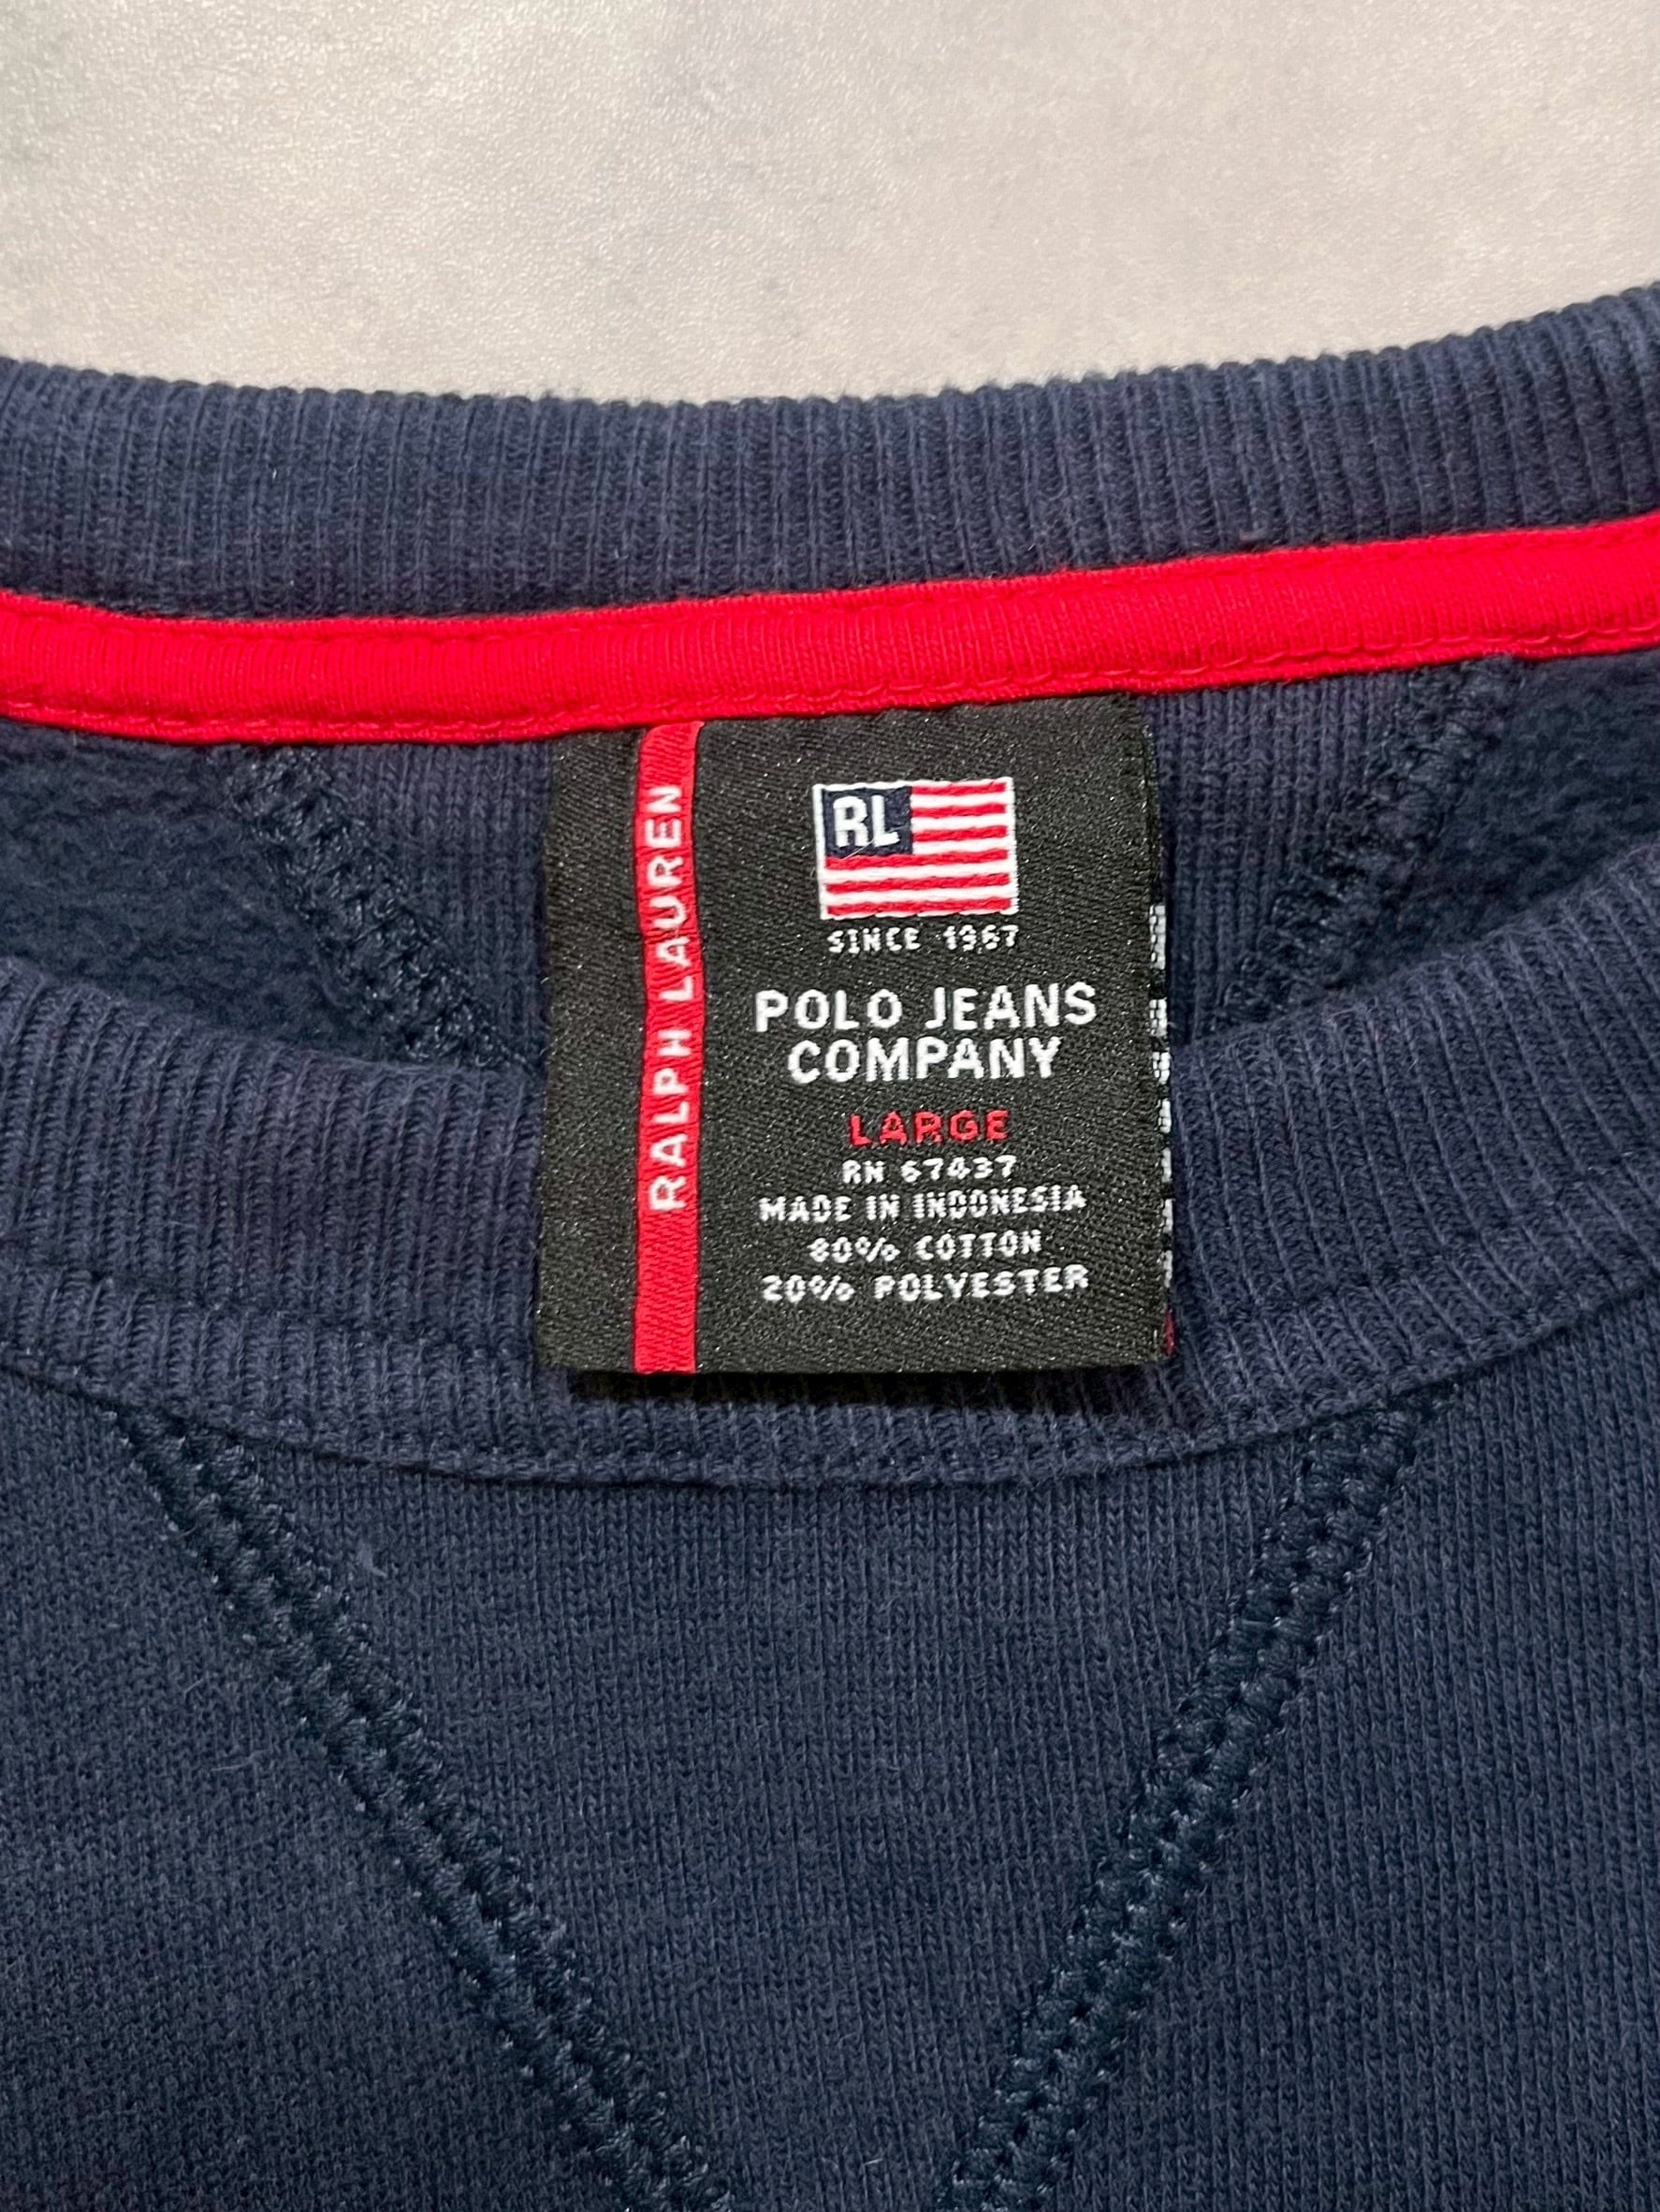 RALPH LAUREN
RL
SINCE 1967
POLO JEANS
COMPANY
LARGE
RN 67437
MADE IN INDONESIA
80% COTTON
20% POLYESTER